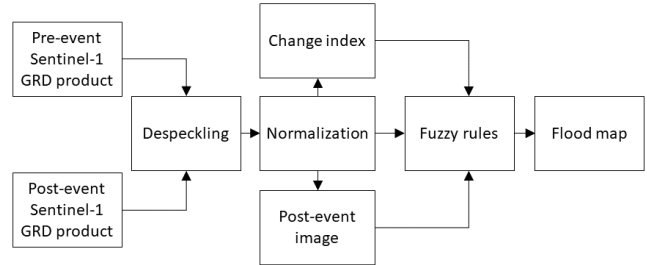 Pre-event
Sentinel-1
GRD product
Change index
Despeckling
Normalization
Fuzzy rules
Flood map
Post-event
Sentinel-1
GRD product
Post-event
image